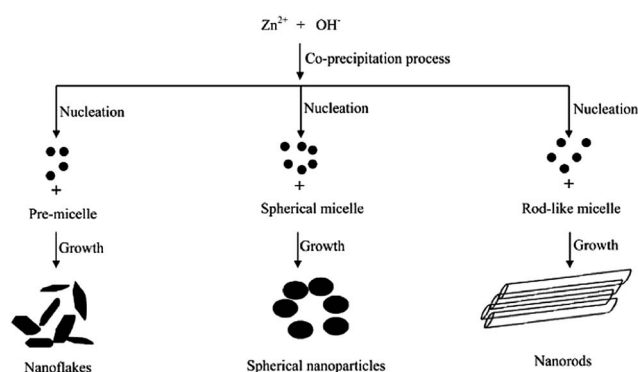 Zn²⁺ + OH⁻
Co-precipitation process
Nucleation
Nucleation
Nucleation
+
+
+
Pre-micelle
Spherical micelle
Rod-like micelle
Growth
Growth
Growth
Nanoflakes
Spherical nanoparticles
Nanorods